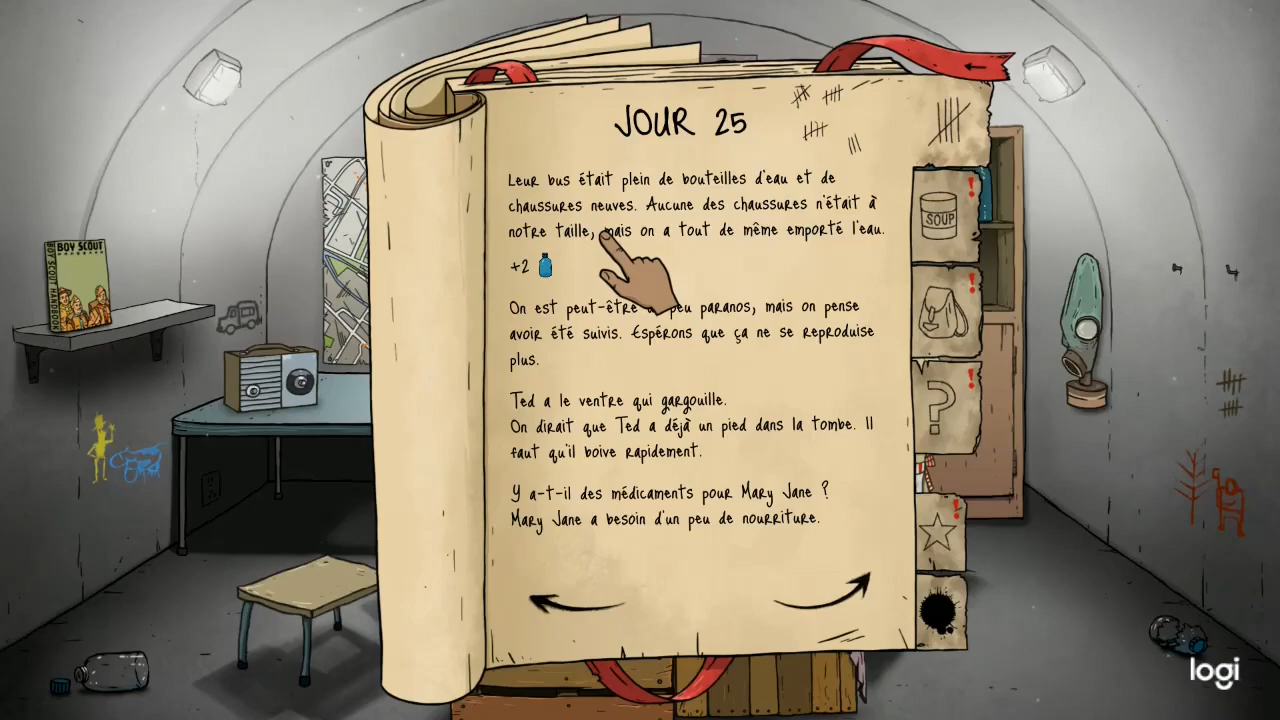 JOUR 25
Leur bus était plein de bouteilles d'eau et de
chaussures neuves. Aucune des chaussures n'était à
notre taille, mais on a tout de même emporté l'eau.
+2
On est peut-être peu paranos, mais on pense
avoir été suivis. Espérons que ça ne se reproduise
plus.
Ted a le ventre qui gargouille.
On dirait que Ted a déjà un pied dans la tombe. Il
faut qu'il boive rapidement.
Y a-t-il des médicaments pour Mary Jane ?
Mary Jane a besoin d'un peu de nourriture.
!
SOUP
!
!
?
!
BOY SCOUT
BOY SCOUT HANDBOOK
logi